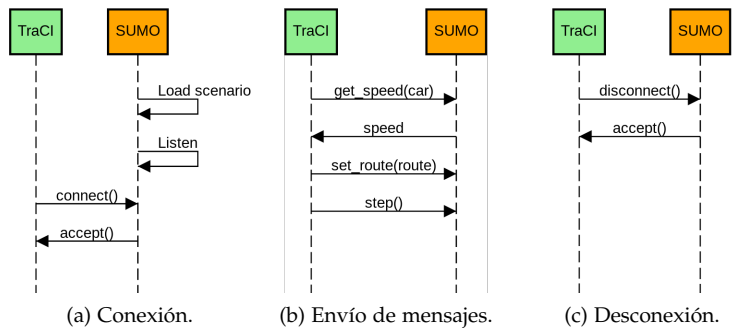 TraCI
SUMO
Load scenario
Listen
connect()
accept()
(a) Conexión.
TraCI
SUMO
get_speed(car)
speed
set_route(route)
step()
(b) Envío de mensajes.
TraCI
SUMO
disconnect()
accept()
(c) Desconexión.